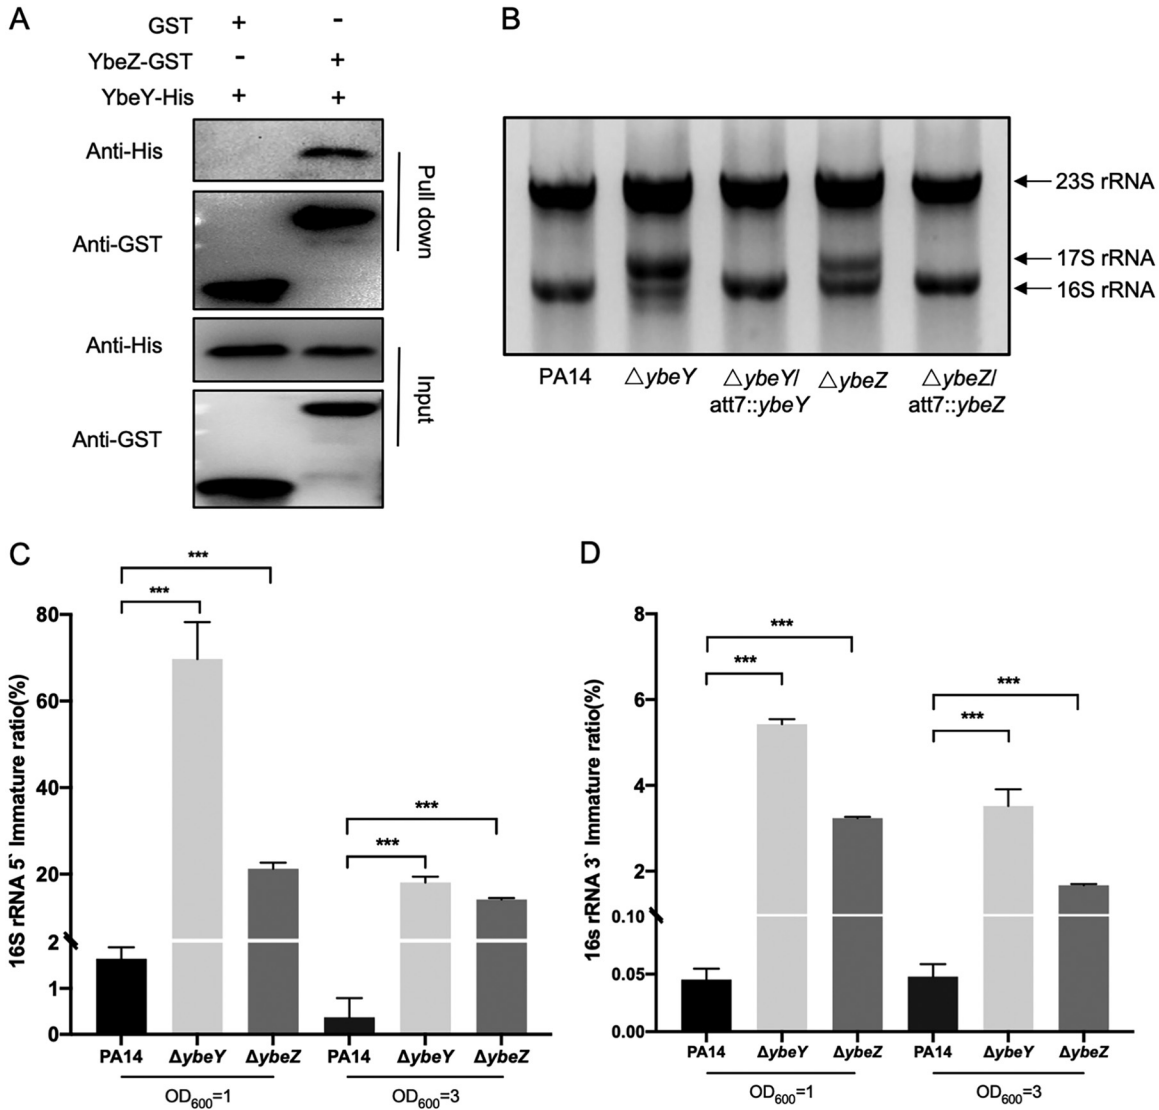 A
GST + -
YbeZ-GST - +
YbeY-His + +
Anti-His
Anti-GST
Pull down
Anti-His
Anti-GST
Input
B
23S rRNA
17S rRNA
16S rRNA
PA14 △ybeY △ybeY/ △ybeZ △ybeZ/
att7::ybeY att7::ybeZ
C
16S rRNA 5` Immature ratio(%)
80
60
40
20
2
1
0
***
***
***
***
PA14 ΔybeY ΔybeZ PA14 ΔybeY ΔybeZ
OD600=1 OD600=3
D
16s rRNA 3` Immature ratio(%)
8
6
4
2
0.10
0.05
0.00
***
***
***
***
PA14 ΔybeY ΔybeZ PA14 ΔybeY ΔybeZ
OD600=1 OD600=3